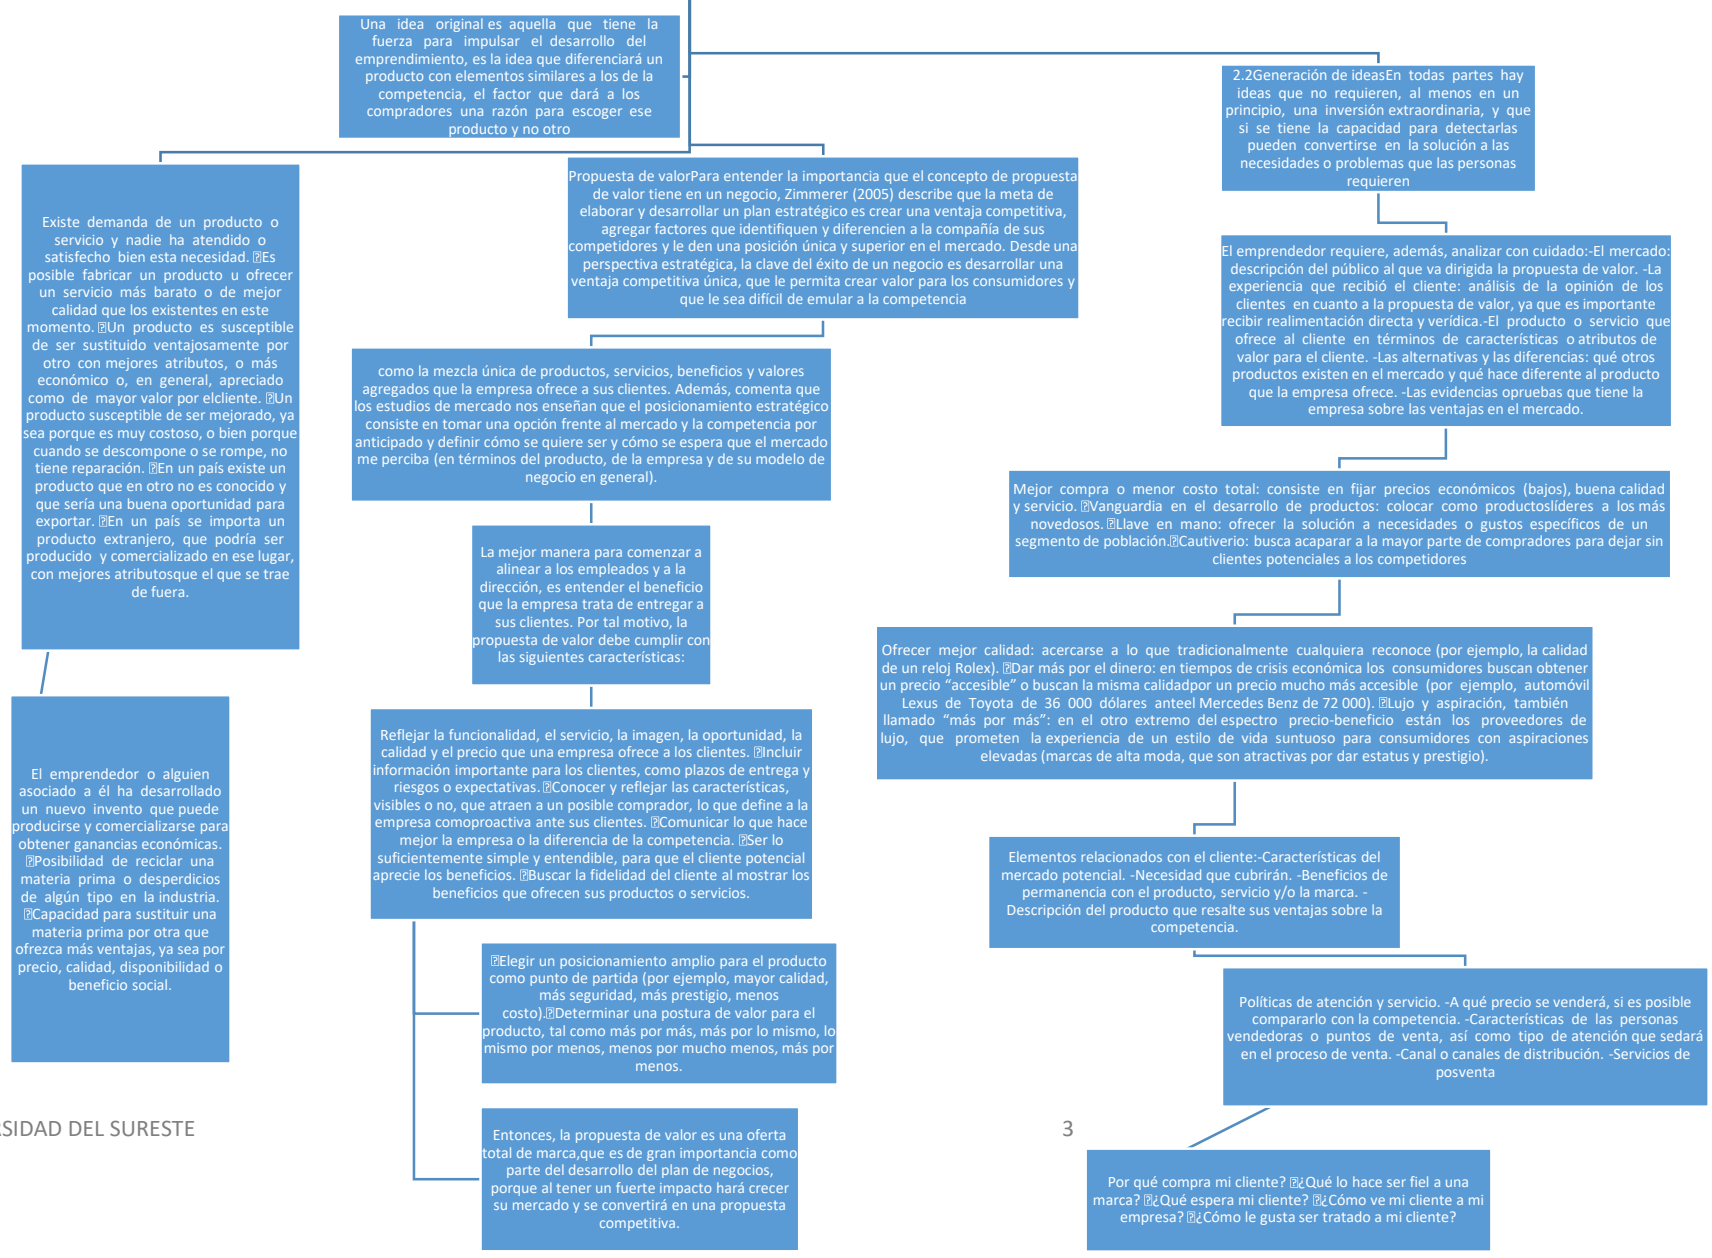 Una idea original es aquella que tiene la
fuerza para impulsar el desarrollo del
emprendimiento, es la idea que diferenciará un
producto con elementos similares a los de la
competencia, el factor que dará a los
compradores una razón para escoger ese
producto y no otro
Existe demanda de un producto o
servicio y nadie ha atendido o
satisfecho bien esta necesidad. Es
posible fabricar un producto u ofrecer
un servicio más barato o de mejor
calidad que los existentes en este
momento. Un producto es susceptible
de ser sustituido ventajosamente por
otro con mejores atributos, o más
económico o, en general, apreciado
como de mayor valor por elcliente. Un
producto susceptible de ser mejorado, ya
sea porque es muy costoso, o bien porque
cuando se descompone o se rompe, no
tiene reparación. En un país existe un
producto que en otro no es conocido y
que sería una buena oportunidad para
exportar. En un país se importa un
producto extranjero, que podría ser
producido y comercializado en ese lugar,
con mejores atributosque el que se trae
de fuera.
El emprendedor o alguien
asociado a él ha desarrollado
un nuevo invento que puede
producirse y comercializarse para
obtener ganancias económicas.
Posibilidad de reciclar una
materia prima o desperdicios
de algún tipo en la industria.
Capacidad para sustituir una
materia prima por otra que
ofrezca más ventajas, ya sea por
precio, calidad, disponibilidad o
beneficio social.
Propuesta de valorPara entender la importancia que el concepto de propuesta
de valor tiene en un negocio, Zimmerer (2005) describe que la meta de
elaborar y desarrollar un plan estratégico es crear una ventaja competitiva,
agregar factores que identifiquen y diferencien a la compañía de sus
competidores y le den una posición única y superior en el mercado. Desde una
perspectiva estratégica, la clave del éxito de un negocio es desarrollar una
ventaja competitiva única, que le permita crear valor para los consumidores y
que le sea difícil de emular a la competencia
como la mezcla única de productos, servicios, beneficios y valores
agregados que la empresa ofrece a sus clientes. Además, comenta que
los estudios de mercado nos enseñan que el posicionamiento estratégico
consiste en tomar una opción frente al mercado y la competencia por
anticipado y definir cómo se quiere ser y cómo se espera que el mercado
me perciba (en términos del producto, de la empresa y de su modelo de
negocio en general).
La mejor manera para comenzar a
alinear a los empleados y a la
dirección, es entender el beneficio
que la empresa trata de entregar a
sus clientes. Por tal motivo, la
propuesta de valor debe cumplir con
las siguientes características:
Reflejar la funcionalidad, el servicio, la imagen, la oportunidad, la
calidad y el precio que una empresa ofrece a los clientes. Incluir
información importante para los clientes, como plazos de entrega y
riesgos o expectativas. Conocer y reflejar las características,
visibles o no, que atraen a un posible comprador, lo que define a la
empresa comoproactiva ante sus clientes. Comunicar lo que hace
mejor la empresa o la diferencia de la competencia. Ser lo
suficientemente simple y entendible, para que el cliente potencial
aprecie los beneficios. Buscar la fidelidad del cliente al mostrar los
beneficios que ofrecen sus productos o servicios.
Elegir un posicionamiento amplio para el producto
como punto de partida (por ejemplo, mayor calidad,
más seguridad, más prestigio, menos
costo).Determinar una postura de valor para el
producto, tal como más por más, más por lo mismo, lo
mismo por menos, menos por mucho menos, más por
menos.
Entonces, la propuesta de valor es una oferta
total de marca,que es de gran importancia como
parte del desarrollo del plan de negocios,
porque al tener un fuerte impacto hará crecer
su mercado y se convertirá en una propuesta
competitiva.
2.2Generación de ideasEn todas partes hay
ideas que no requieren, al menos en un
principio, una inversión extraordinaria, y que
si se tiene la capacidad para detectarlas
pueden convertirse en la solución a las
necesidades o problemas que las personas
requieren
El emprendedor requiere, además, analizar con cuidado:-El mercado:
descripción del público al que va dirigida la propuesta de valor. -La
experiencia que recibió el cliente: análisis de la opinión de los
clientes en cuanto a la propuesta de valor, ya que es importante
recibir realimentación directa y verídica.-El producto o servicio que
ofrece al cliente en términos de características o atributos de
valor para el cliente. -Las alternativas y las diferencias: qué otros
productos existen en el mercado y qué hace diferente al producto
que la empresa ofrece. -Las evidencias opruebas que tiene la
empresa sobre las ventajas en el mercado.
Mejor compra o menor costo total: consiste en fijar precios económicos (bajos), buena calidad
y servicio. Vanguardia en el desarrollo de productos: colocar como productoslíderes a los más
novedosos. Llave en mano: ofrecer la solución a necesidades o gustos específicos de un
segmento de población.Cautiverio: busca acaparar a la mayor parte de compradores para dejar sin
clientes potenciales a los competidores
Ofrecer mejor calidad: acercarse a lo que tradicionalmente cualquiera reconoce (por ejemplo, la calidad
de un reloj Rolex). Dar más por el dinero: en tiempos de crisis económica los consumidores buscan obtener
un precio “accesible” o buscan la misma calidadpor un precio mucho más accesible (por ejemplo, automóvil
Lexus de Toyota de 36 000 dólares anteel Mercedes Benz de 72 000). Lujo y aspiración, también
llamado “más por más”: en el otro extremo del espectro precio-beneficio están los proveedores de
lujo, que prometen la experiencia de un estilo de vida suntuoso para consumidores con aspiraciones
elevadas (marcas de alta moda, que son atractivas por dar estatus y prestigio).
Elementos relacionados con el cliente:-Características del
mercado potencial. -Necesidad que cubrirán. -Beneficios de
permanencia con el producto, servicio y/o la marca. -
Descripción del producto que resalte sus ventajas sobre la
competencia.
Políticas de atención y servicio. -A qué precio se venderá, si es posible
compararlo con la competencia. -Características de las personas
vendedoras o puntos de venta, así como tipo de atención que sedará
en el proceso de venta. -Canal o canales de distribución. -Servicios de
posventa
Por qué compra mi cliente? ¿Qué lo hace ser fiel a una
marca? ¿Qué espera mi cliente? ¿Cómo ve mi cliente a mi
empresa? ¿Cómo le gusta ser tratado a mi cliente?
RSIDAD DEL SURESTE
3